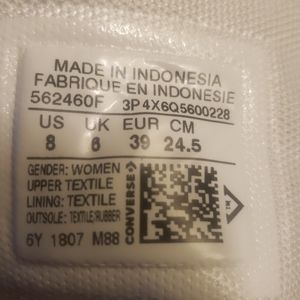 MADE IN INDONESIA
FABRIQUE EN INDONESIE
562460F / 3P4X6Q5600228
US UK EUR CM
8 6 39 24.5
GENDER: WOMEN
UPPER TEXTILE
LINING: TEXTILE
OUTSOLE: TEXTILE/RUBBER
6Y 1807 M88
CONVERSE